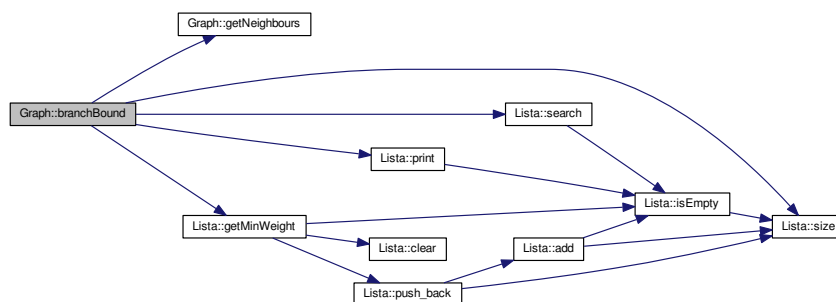 Graph::getNeighbours
Graph::branchBound
Lista::search
Lista::print
Lista::isEmpty
Lista::getMinWeight
Lista::size
Lista::clear
Lista::add
Lista::push_back